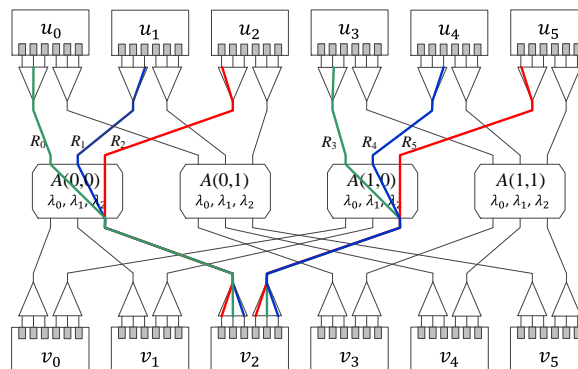 u₀ u₁ u₂ u₃ u₄ u₅
R₀ R₁ R₂ R₃ R₄ R₅
A(0,0) A(0,1) A(1,0) A(1,1)
λ₀, λ₁, λ₂ λ₀, λ₁, λ₂ λ₀, λ₁, λ₂ λ₀, λ₁, λ₂
v₀ v₁ v₂ v₃ v₄ v₅